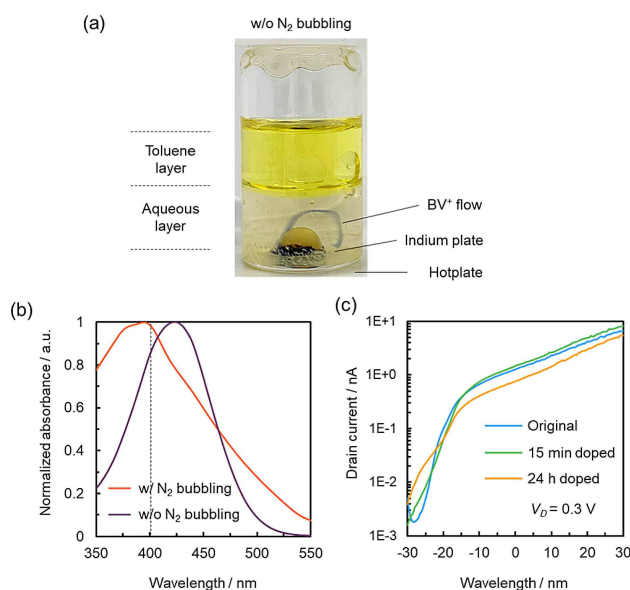 (a)
w/o N₂ bubbling
Toluene
layer
Aqueous
layer
BV⁺ flow
Indium plate
Hotplate
(b)
Normalized absorbance / a.u.
1
0.8
0.6
0.4
0.2
0
w/ N₂ bubbling
w/o N₂ bubbling
350 400 450 500 550
Wavelength / nm
(c)
Drain current / nA
1E+1
1E+0
1E-1
1E-2
1E-3
Original
15 min doped
24 h doped
V_D = 0.3 V
-30 -20 -10 0 10 20 30
Wavelength / nm